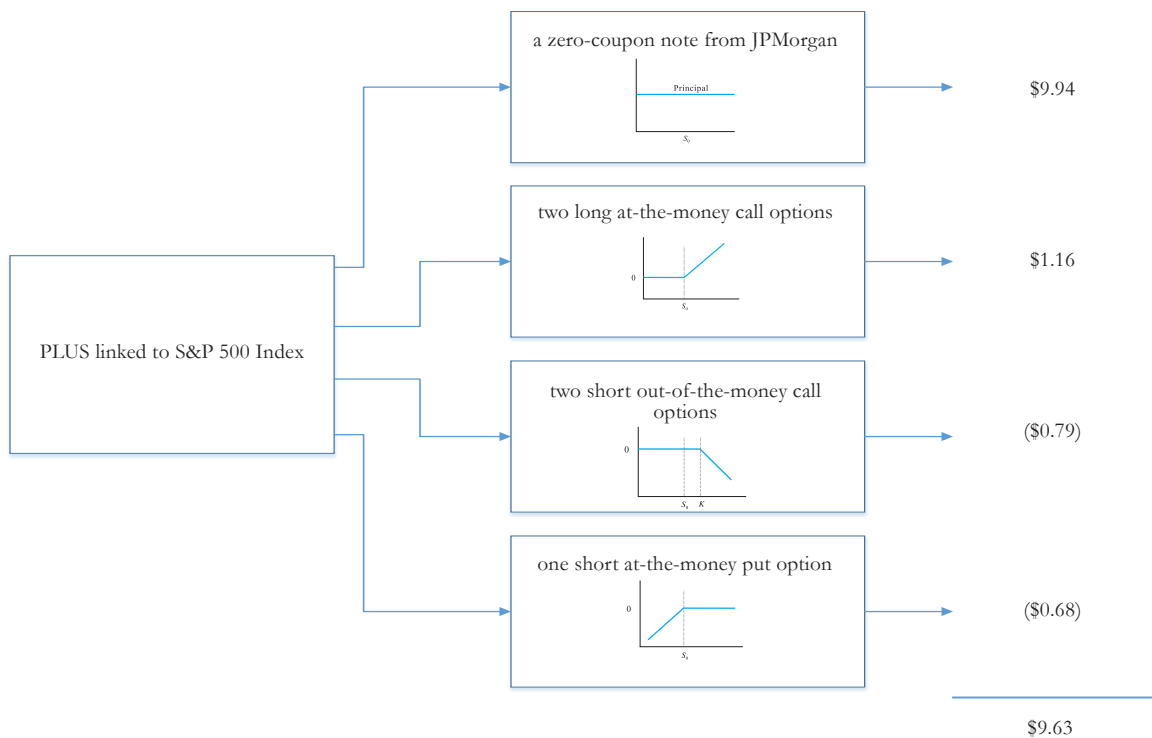 PLUS linked to S&P 500 Index
a zero-coupon note from JPMorgan
Principal
S₀
$9.94
two long at-the-money call options
0
S₀
$1.16
two short out-of-the-money call
options
0
S₀ K
($0.79)
one short at-the-money put option
0
S₀
($0.68)
$9.63